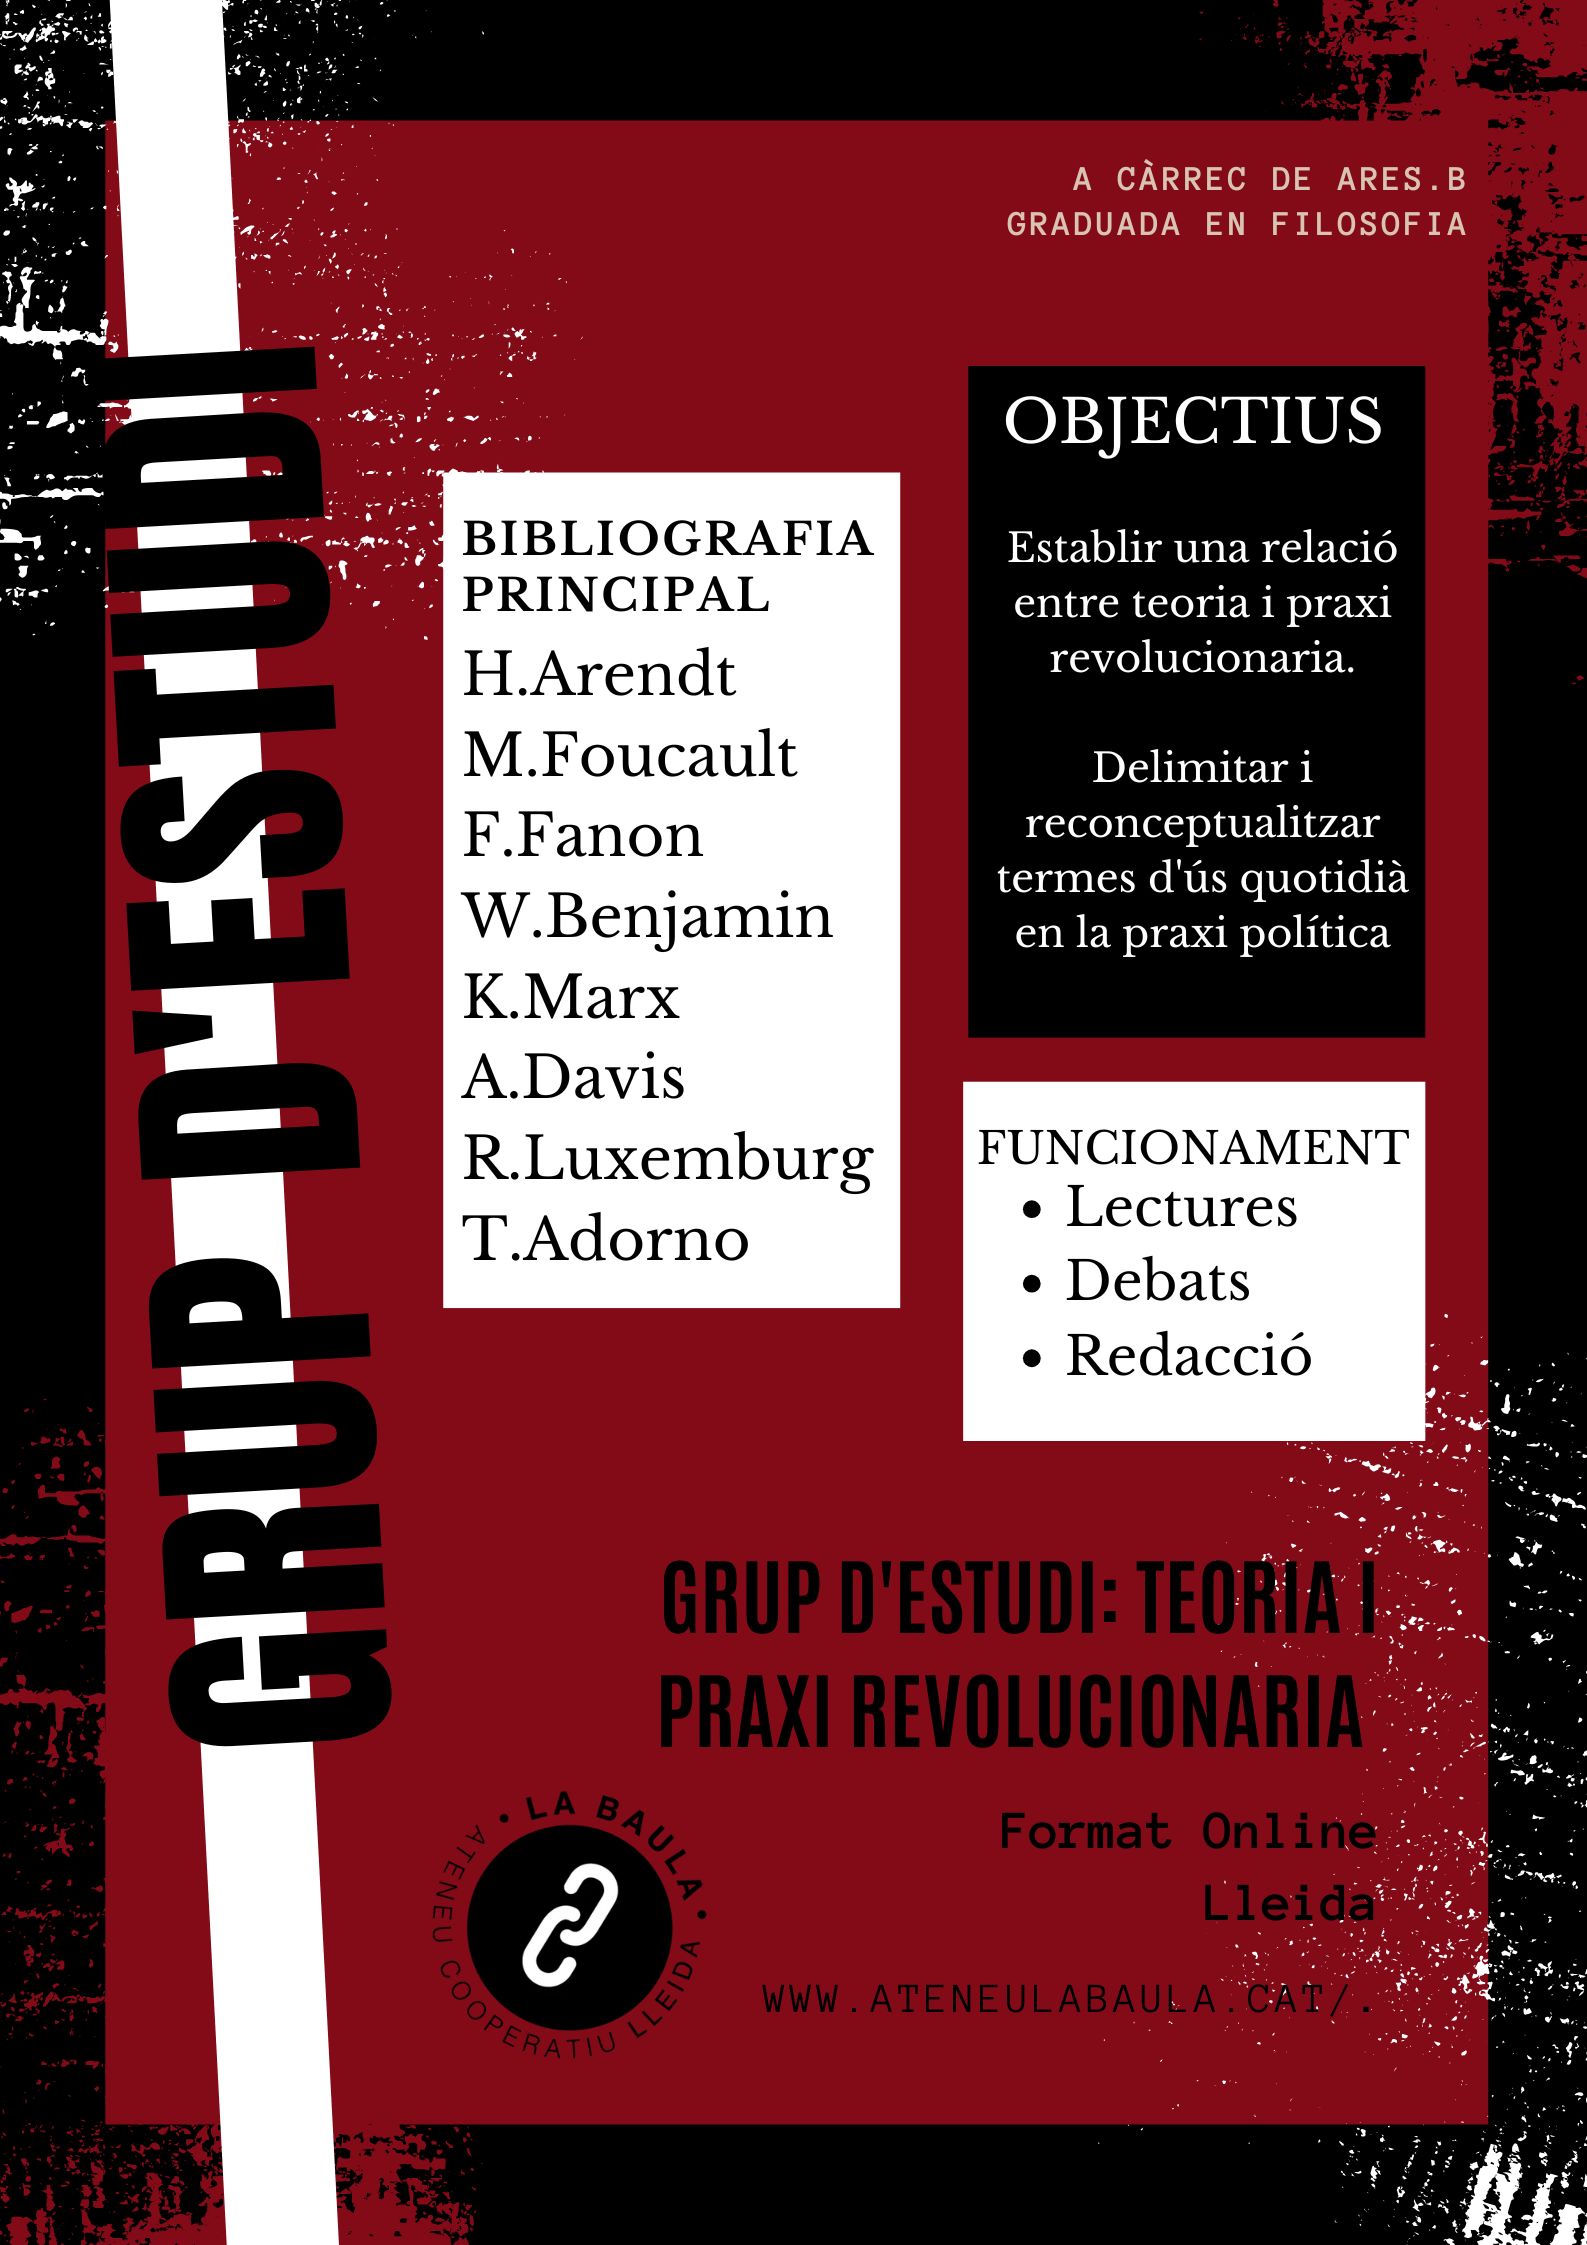 A CÀRREC DE ARES.B
GRADUADA EN FILOSOFIA
GRUP D'ESTUDI
BIBLIOGRAFIA
PRINCIPAL
H.Arendt
M.Foucault
F.Fanon
W.Benjamin
K.Marx
A.Davis
R.Luxemburg
T.Adorno
OBJECTIUS
Establir una relació
entre teoria i praxi
revolucionaria.
Delimitar i
reconceptualitzar
termes d'ús quotidià
en la praxi política
FUNCIONAMENT
• Lectures
• Debats
• Redacció
GRUP D'ESTUDI: TEORIA I
PRAXI REVOLUCIONARIA
Format Online
Lleida
WWW.ATENEULABAULA.CAT/.
• LA BAULA •
ATENEU COOPERATIU LLEIDA